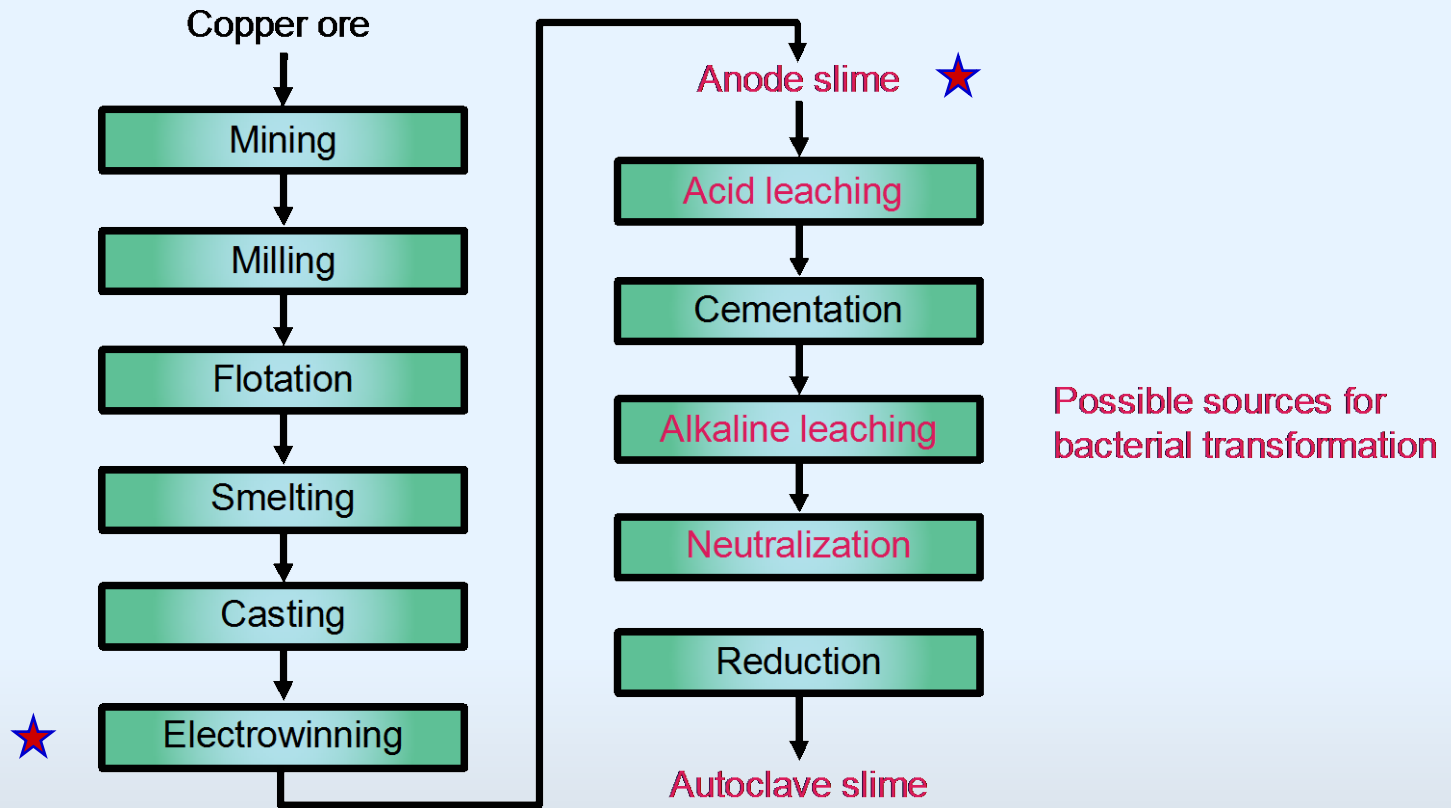 Copper ore
Mining
Milling
Flotation
Smelting
Casting
Electrowinning
Anode slime
Acid leaching
Cementation
Alkaline leaching
Neutralization
Reduction
Autoclave slime
Possible sources for
bacterial transformation